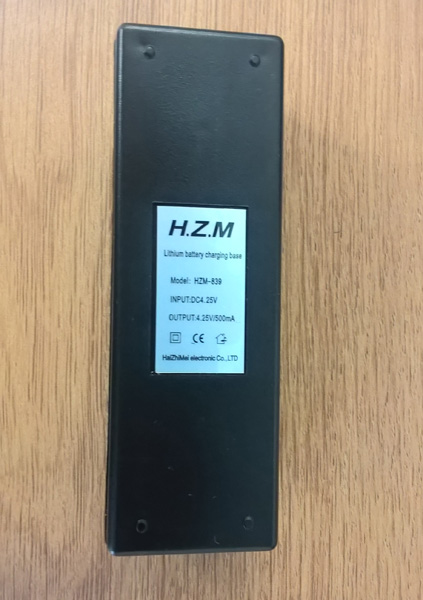 H.Z.M
Lithium battery charging base
Model: HZM-839
INPUT:DC4.25V
OUTPUT:4.25V/500mA
CE
HaiZhiMei electronic Co.,LTD